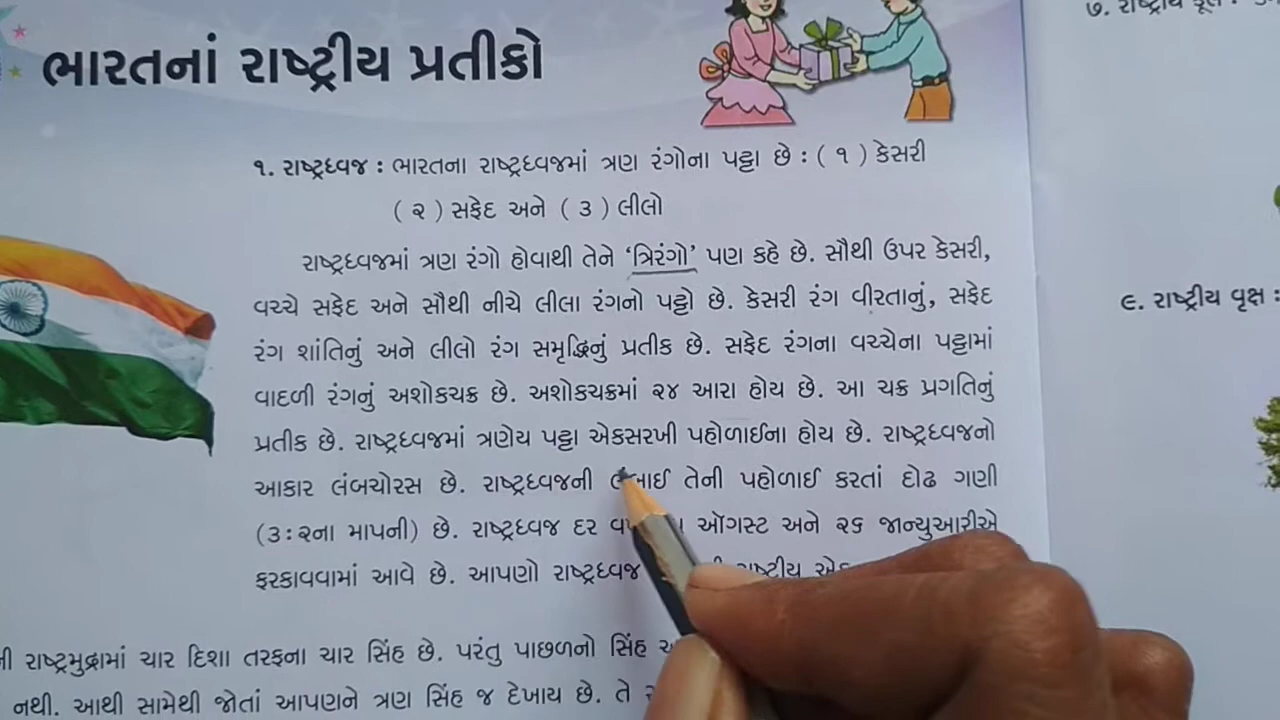 ભારતનાં રાષ્ટ્રીય પ્રતીકો
૧. રાષ્ટ્રધ્વજ : ભારતના રાષ્ટ્રધ્વજમાં ત્રણ રંગોના પટ્ટા છે : ( ૧ ) કેસરી
( ૨ ) સફેદ અને ( ૩ ) લીલો
રાષ્ટ્રધ્વજમાં ત્રણ રંગો હોવાથી તેને ‘ત્રિરંગો’ પણ કહે છે. સૌથી ઉપર કેસરી,
વચ્ચે સફેદ અને સૌથી નીચે લીલા રંગનો પટ્ટો છે. કેસરી રંગ વીરતાનું, સફેદ
રંગ શાંતિનું અને લીલો રંગ સમૃદ્ધિનું પ્રતીક છે. સફેદ રંગના વચ્ચેના પટ્ટામાં
વાદળી રંગનું અશોકચક્ર છે. અશોકચક્રમાં ૨૪ આરા હોય છે. આ ચક્ર પ્રગતિનું
પ્રતીક છે. રાષ્ટ્રધ્વજમાં ત્રણેય પટ્ટા એકસરખી પહોળાઈના હોય છે. રાષ્ટ્રધ્વજનો
આકાર લંબચોરસ છે. રાષ્ટ્રધ્વજની લંબાઈ તેની પહોળાઈ કરતાં દોઢ ગણી
(૩:૨ના માપની) છે. રાષ્ટ્રધ્વજ દર ઑગસ્ટ અને ૨૬ જાન્યુઆરીએ
ફરકાવવામાં આવે છે. આપણો રાષ્ટ્રધ્વજ રાષ્ટ્રીય
રાષ્ટ્રમુદ્રામાં ચાર દિશા તરફના ચાર સિંહ છે. પરંતુ પાછળનો સિંહ
નથી. આથી સામેથી જોતાં આપણને ત્રણ સિંહ જ દેખાય છે. તે
૭. રાષ્ટ્રીય ફૂલ :
૯. રાષ્ટ્રીય વૃક્ષ :